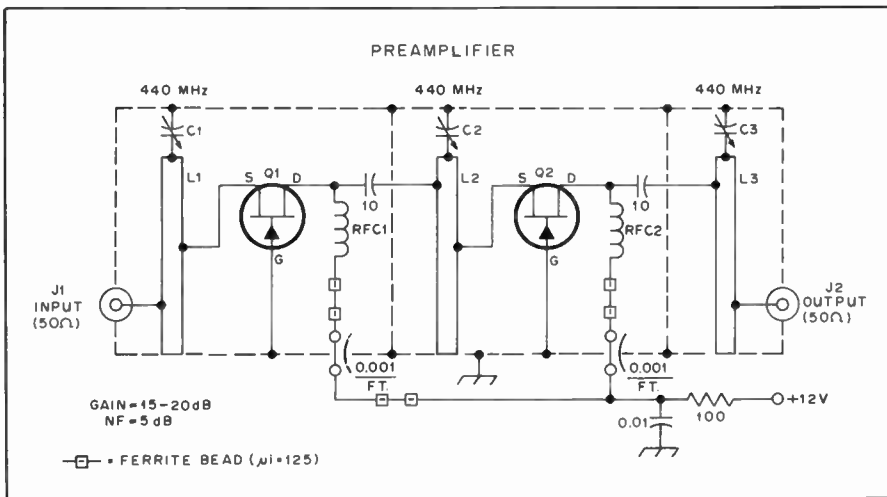 PREAMPLIFIER
440 MHz 440 MHz 440 MHz
C1 C2 C3
L1 S Q1 D L2 S Q2 D L3
10 10
RFC1 RFC2
G G
J1
INPUT
(50Ω)
J2
OUTPUT
(50Ω)
0.001
FT.
0.001
FT.
GAIN=15-20dB
NF=5dB
0.01 100 +12V
= FERRITE BEAD (μi=125)